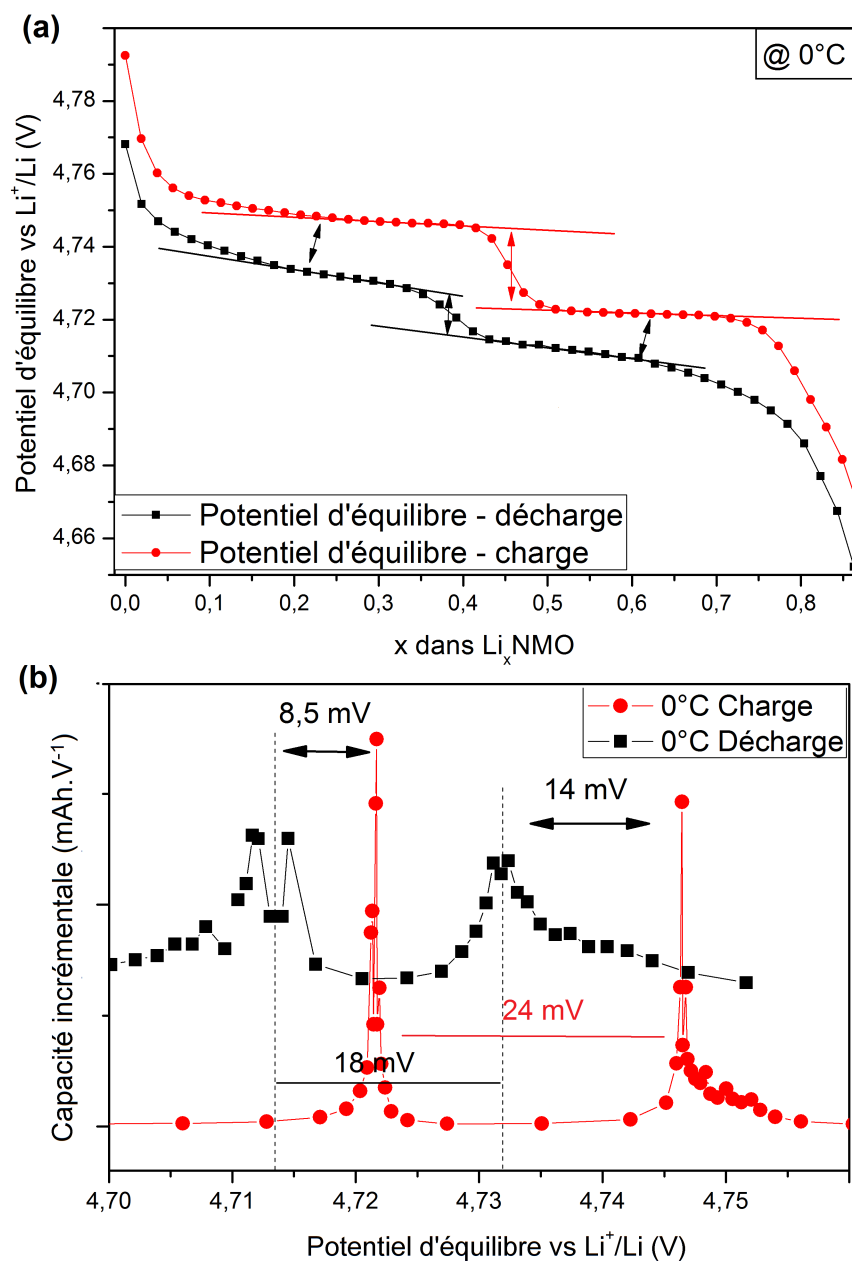 (a)
@ 0°C
4,78
4,76
4,74
4,72
4,70
4,68
4,66
Potentiel d'équilibre vs Li⁺/Li (V)
Potentiel d'équilibre - décharge
Potentiel d'équilibre - charge
0,0 0,1 0,2 0,3 0,4 0,5 0,6 0,7 0,8
x dans LiₓNMO
(b)
0°C Charge
0°C Décharge
8,5 mV
14 mV
24 mV
18 mV
Capacité incrémentale (mAh.V⁻¹)
4,70 4,71 4,72 4,73 4,74 4,75
Potentiel d'équilibre vs Li⁺/Li (V)